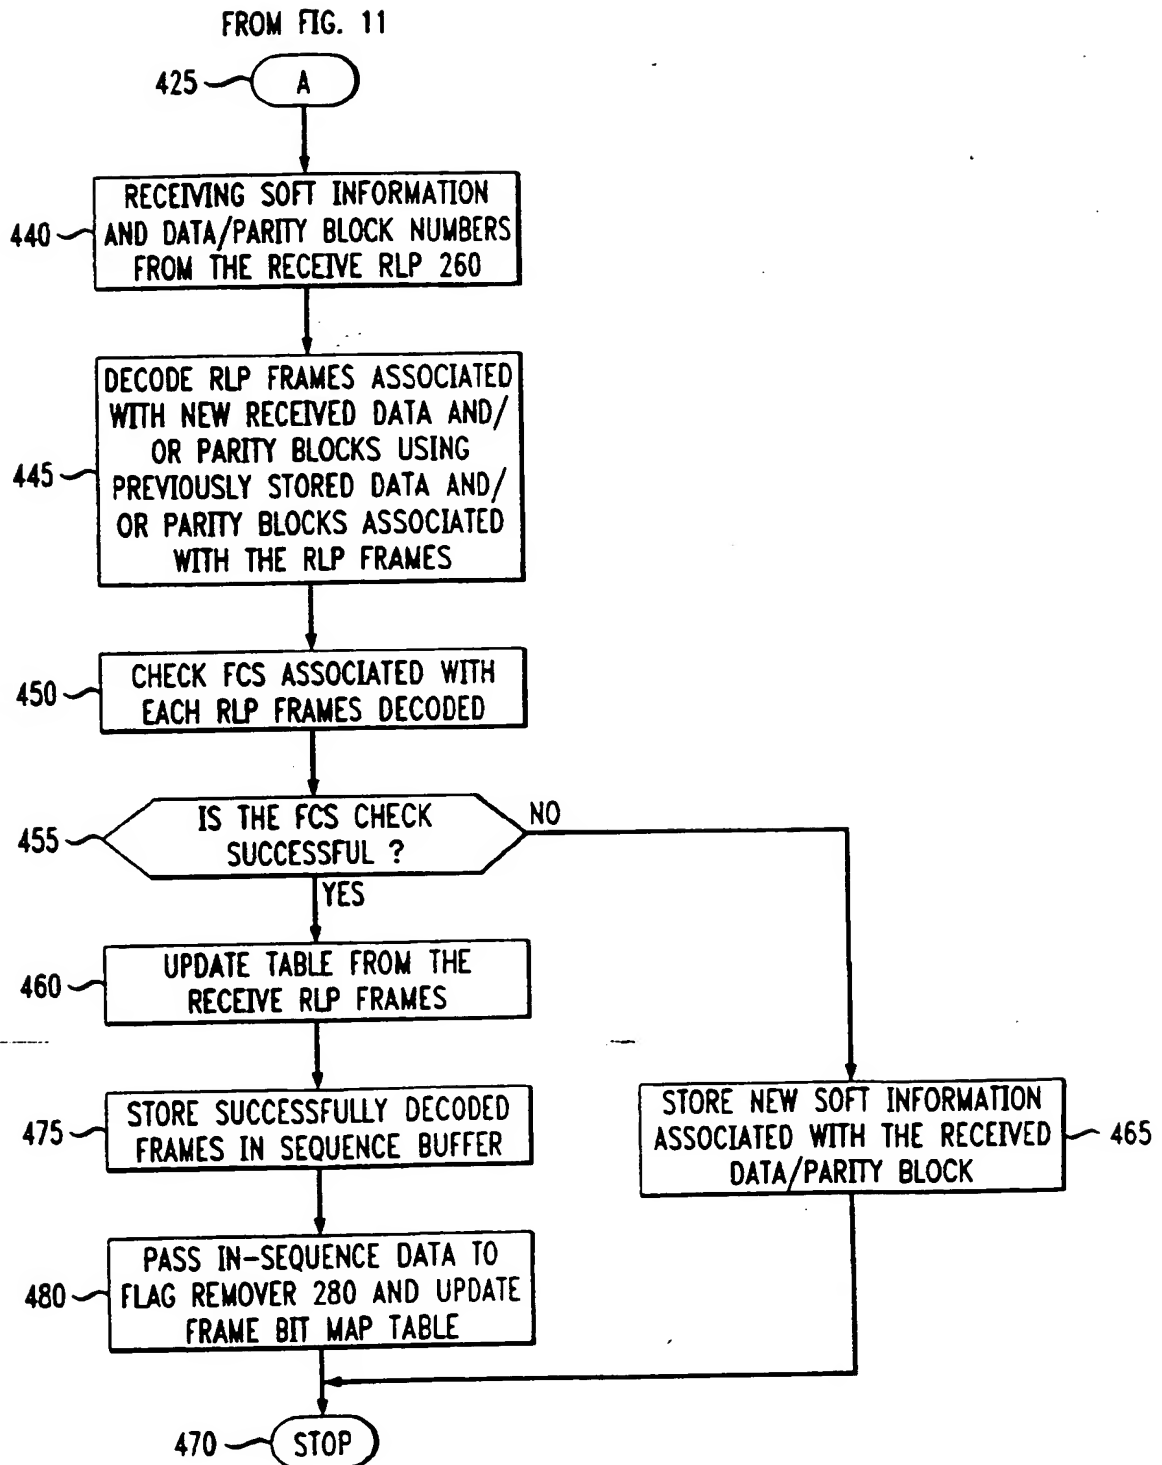 FROM FIG. 11
425
A
440
RECEIVING SOFT INFORMATION
AND DATA/PARITY BLOCK NUMBERS
FROM THE RECEIVE RLP 260
445
DECODE RLP FRAMES ASSOCIATED
WITH NEW RECEIVED DATA AND/
OR PARITY BLOCKS USING
PREVIOUSLY STORED DATA AND/
OR PARITY BLOCKS ASSOCIATED
WITH THE RLP FRAMES
450
CHECK FCS ASSOCIATED WITH
EACH RLP FRAMES DECODED
455
IS THE FCS CHECK
SUCCESSFUL ?
NO
YES
460
UPDATE TABLE FROM THE
RECEIVE RLP FRAMES
475
STORE SUCCESSFULLY DECODED
FRAMES IN SEQUENCE BUFFER
STORE NEW SOFT INFORMATION
ASSOCIATED WITH THE RECEIVED
DATA/PARITY BLOCK
465
480
PASS IN-SEQUENCE DATA TO
FLAG REMOVER 280 AND UPDATE
FRAME BIT MAP TABLE
470
STOP